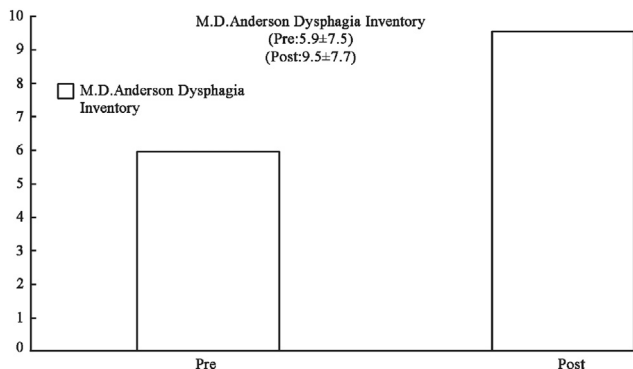 M.D.Anderson Dysphagia Inventory
(Pre:5.9±7.5)
(Post:9.5±7.7)
M.D.Anderson Dysphagia
Inventory
10
9
8
7
6
5
4
3
2
1
0
Pre
Post